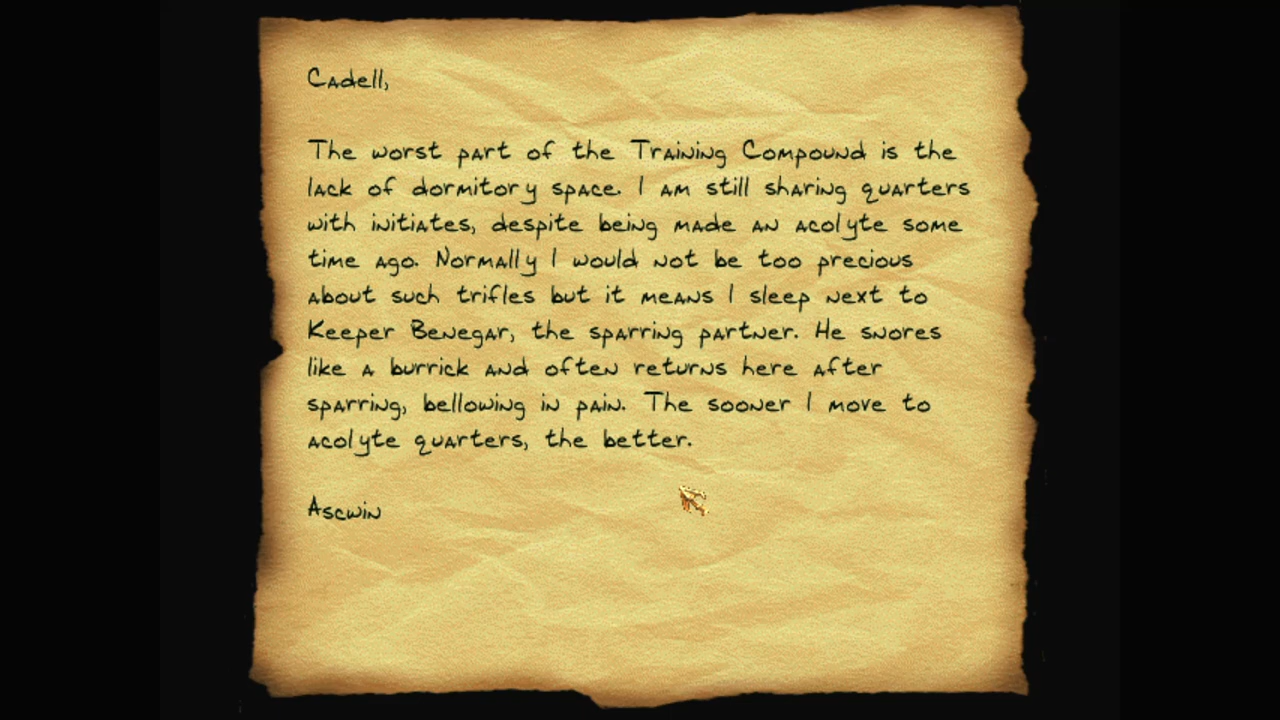 Cadell,
The worst part of the Training Compound is the
lack of dormitory space. I am still sharing quarters
with initiates, despite being made an acolyte some
time ago. Normally I would not be too precious
about such trifles but it means I sleep next to
Keeper Benegar, the sparring partner. He snores
like a burrick and often returns here after
sparring, bellowing in pain. The sooner I move to
acolyte quarters, the better.
Ascwin